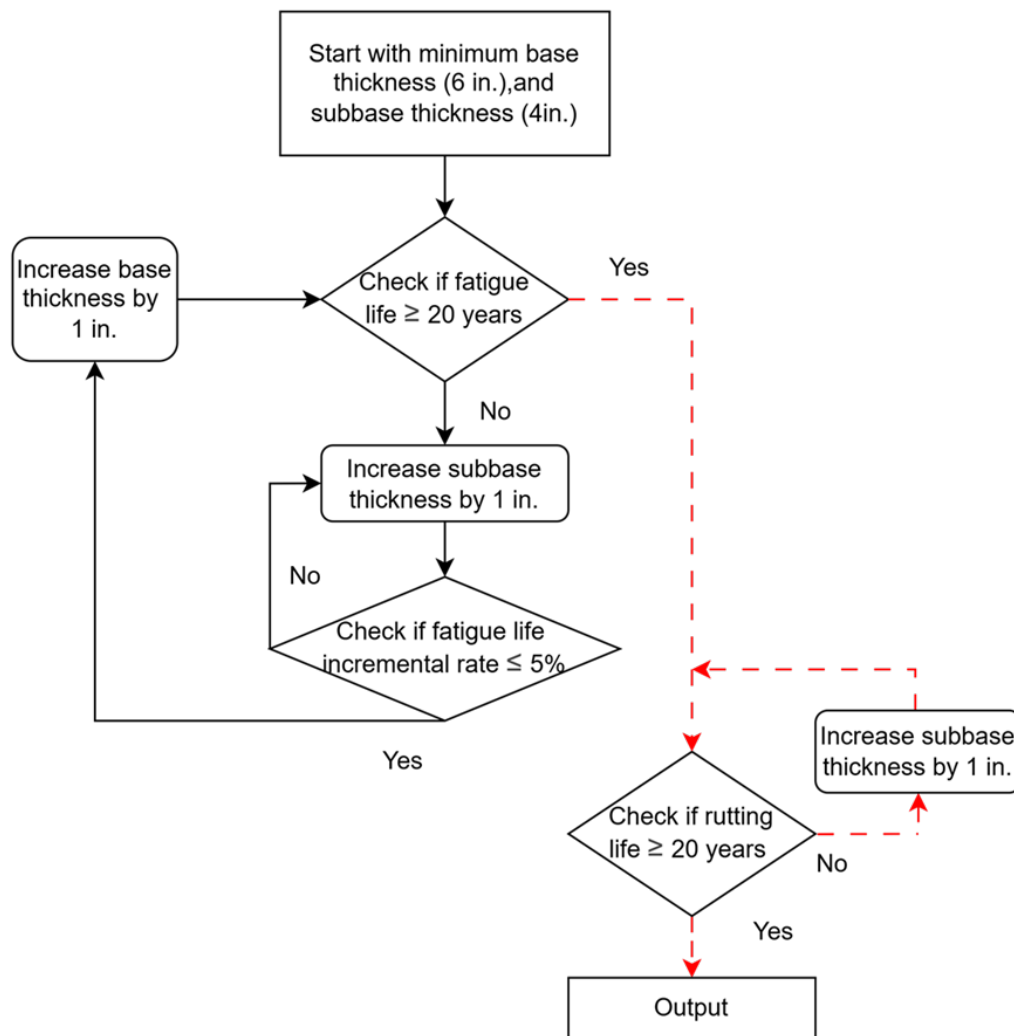 Start with minimum base
thickness (6 in.),and
subbase thickness (4in.)
Increase base
thickness by
1 in.
Check if fatigue
life ≥ 20 years
Yes
No
Increase subbase
thickness by 1 in.
No
Check if fatigue life
incremental rate ≤ 5%
Yes
Increase subbase
thickness by 1 in.
Check if rutting
life ≥ 20 years
No
Yes
Output